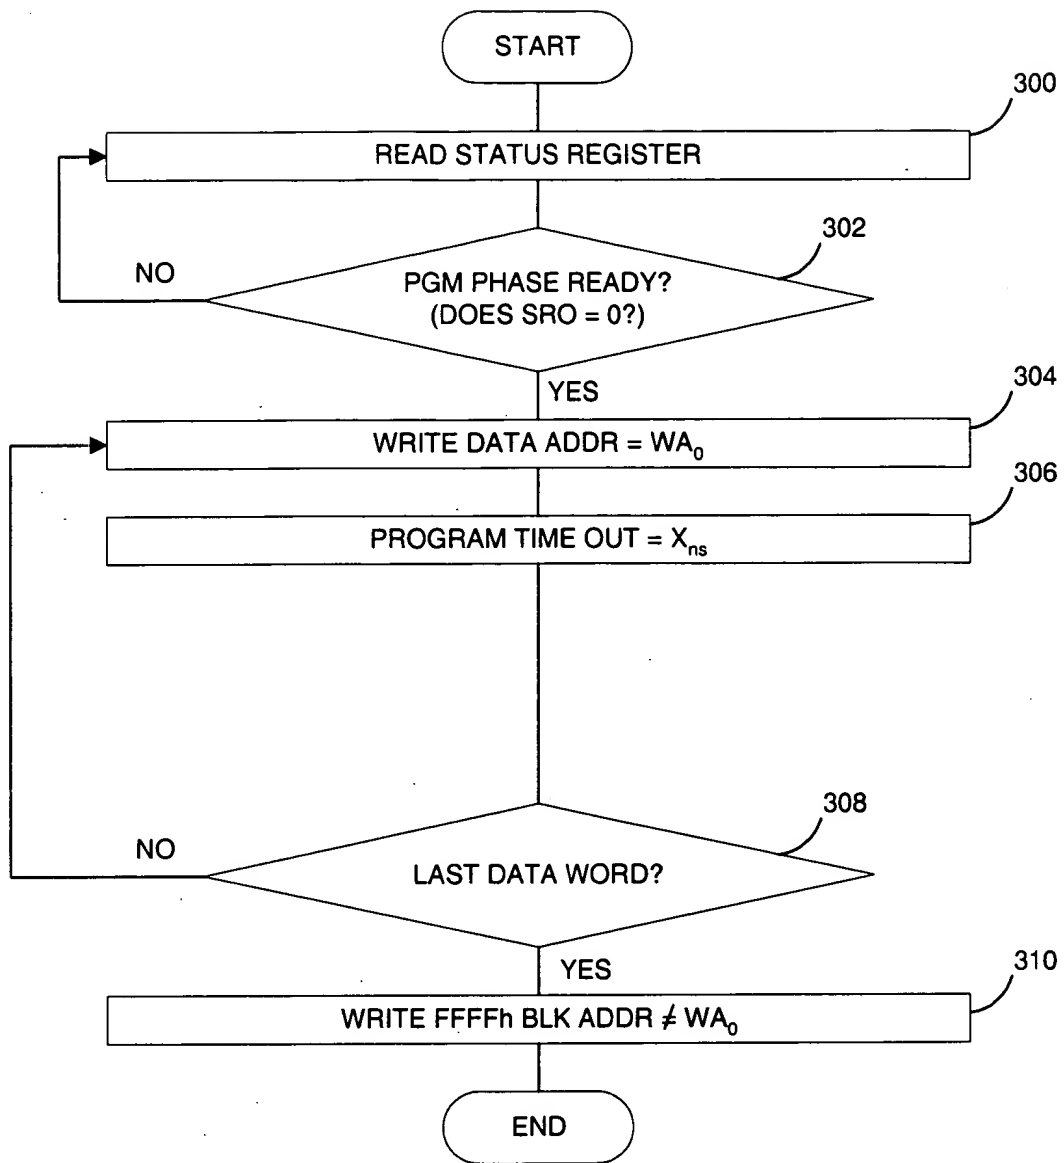 START
300
READ STATUS REGISTER
302
NO
PGM PHASE READY?
(DOES SRO = 0?)
YES
304
WRITE DATA ADDR = WA₀
306
PROGRAM TIME OUT = Xₙₛ
308
NO
LAST DATA WORD?
YES
310
WRITE FFFFh BLK ADDR ≠ WA₀
END